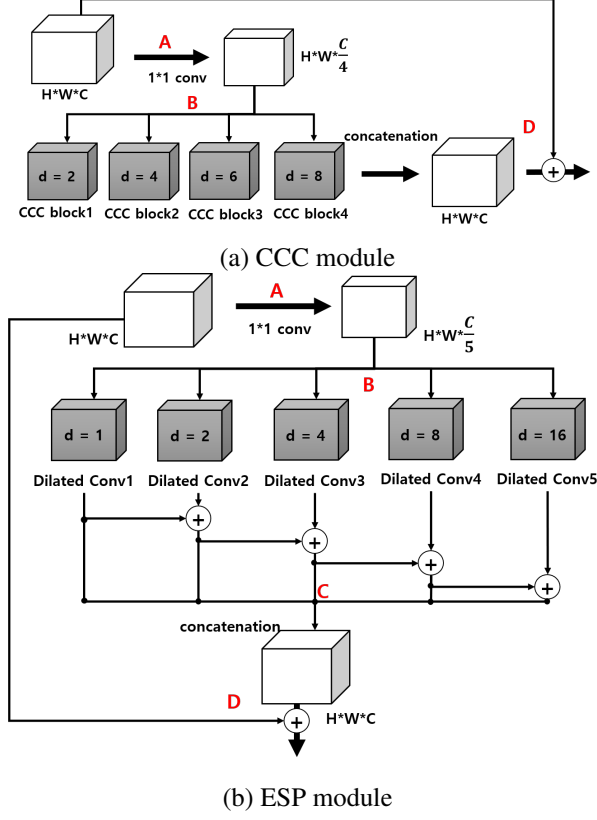 A
1*1 conv
H*W*C
H*W*C/4
B
D
concatenation
d = 2
d = 4
d = 6
d = 8
CCC block1
CCC block2
CCC block3
CCC block4
H*W*C
+
(a) CCC module
A
1*1 conv
H*W*C
H*W*C/5
B
d = 1
d = 2
d = 4
d = 8
d = 16
Dilated Conv1
Dilated Conv2
Dilated Conv3
Dilated Conv4
Dilated Conv5
+
+
+
+
C
concatenation
D
H*W*C
+
(b) ESP module